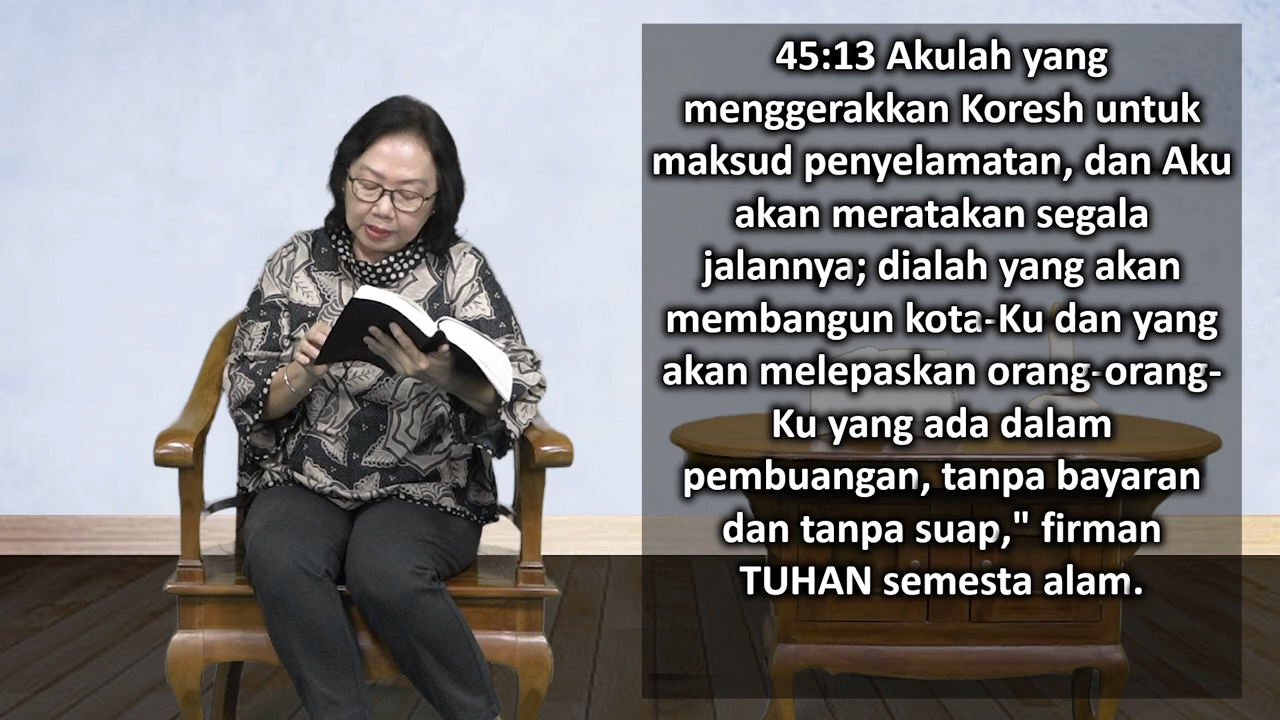 45:13 Akulah yang
menggerakkan Koresh untuk
maksud penyelamatan, dan Aku
akan meratakan segala
jalannya; dialah yang akan
membangun kota-Ku dan yang
akan melepaskan orang-orang-
Ku yang ada dalam
pembuangan, tanpa bayaran
dan tanpa suap," firman
TUHAN semesta alam.